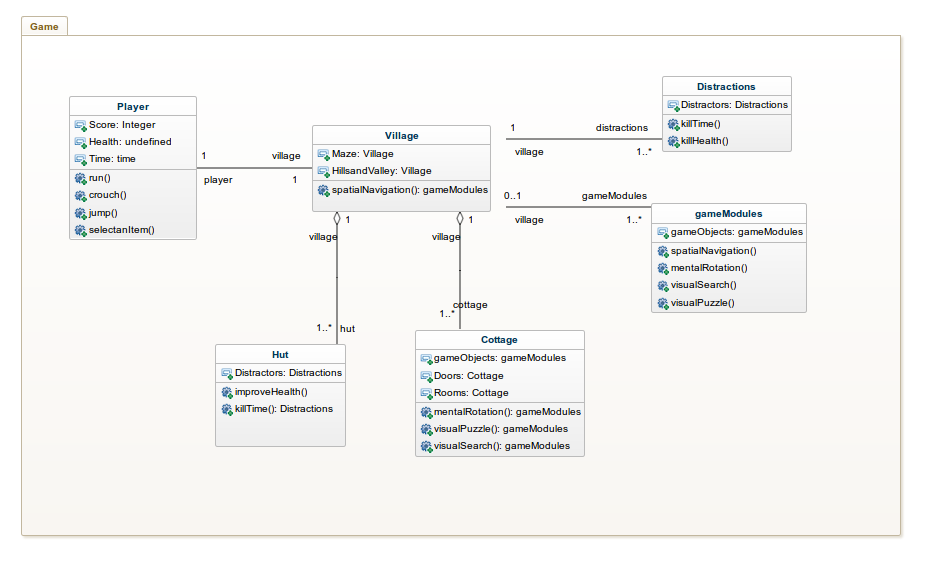 Game
Player
Score: Integer
Health: undefined
Time: time
run()
crouch()
jump()
selectanItem()
1
village
player
1
Village
Maze: Village
HillsandValley: Village
spatialNavigation(): gameModules
1
distractions
village
1..*
Distractions
Distractors: Distractions
killTime()
killHealth()
0..1
gameModules
village
1..*
gameModules
gameObjects: gameModules
spatialNavigation()
mentalRotation()
visualSearch()
visualPuzzle()
1
village
1..*
hut
1
village
cottage
1..*
Hut
Distractors: Distractions
improveHealth()
killTime(): Distractions
Cottage
gameObjects: gameModules
Doors: Cottage
Rooms: Cottage
mentalRotation(): gameModules
visualPuzzle(): gameModules
visualSearch(): gameModules